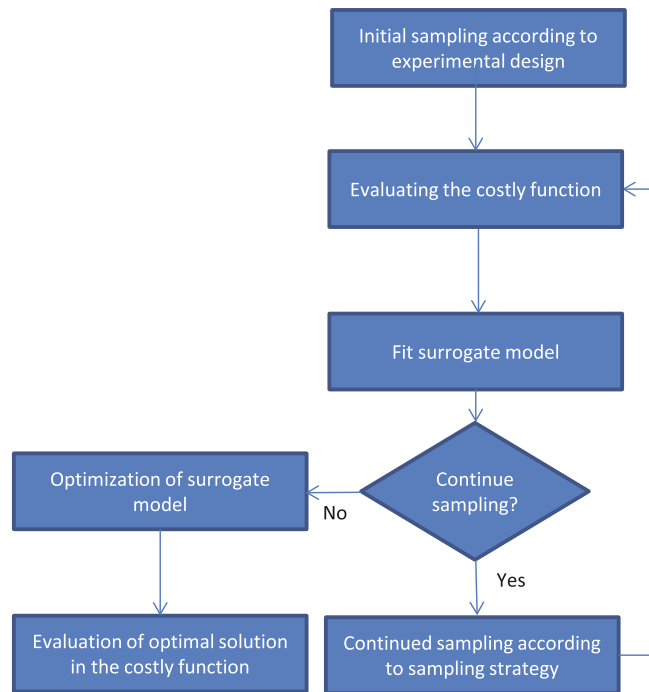 Initial sampling according to
experimental design
Evaluating the costly function
Fit surrogate model
Continue
sampling?
Optimization of surrogate
model
No
Yes
Evaluation of optimal solution
in the costly function
Continued sampling according
to sampling strategy